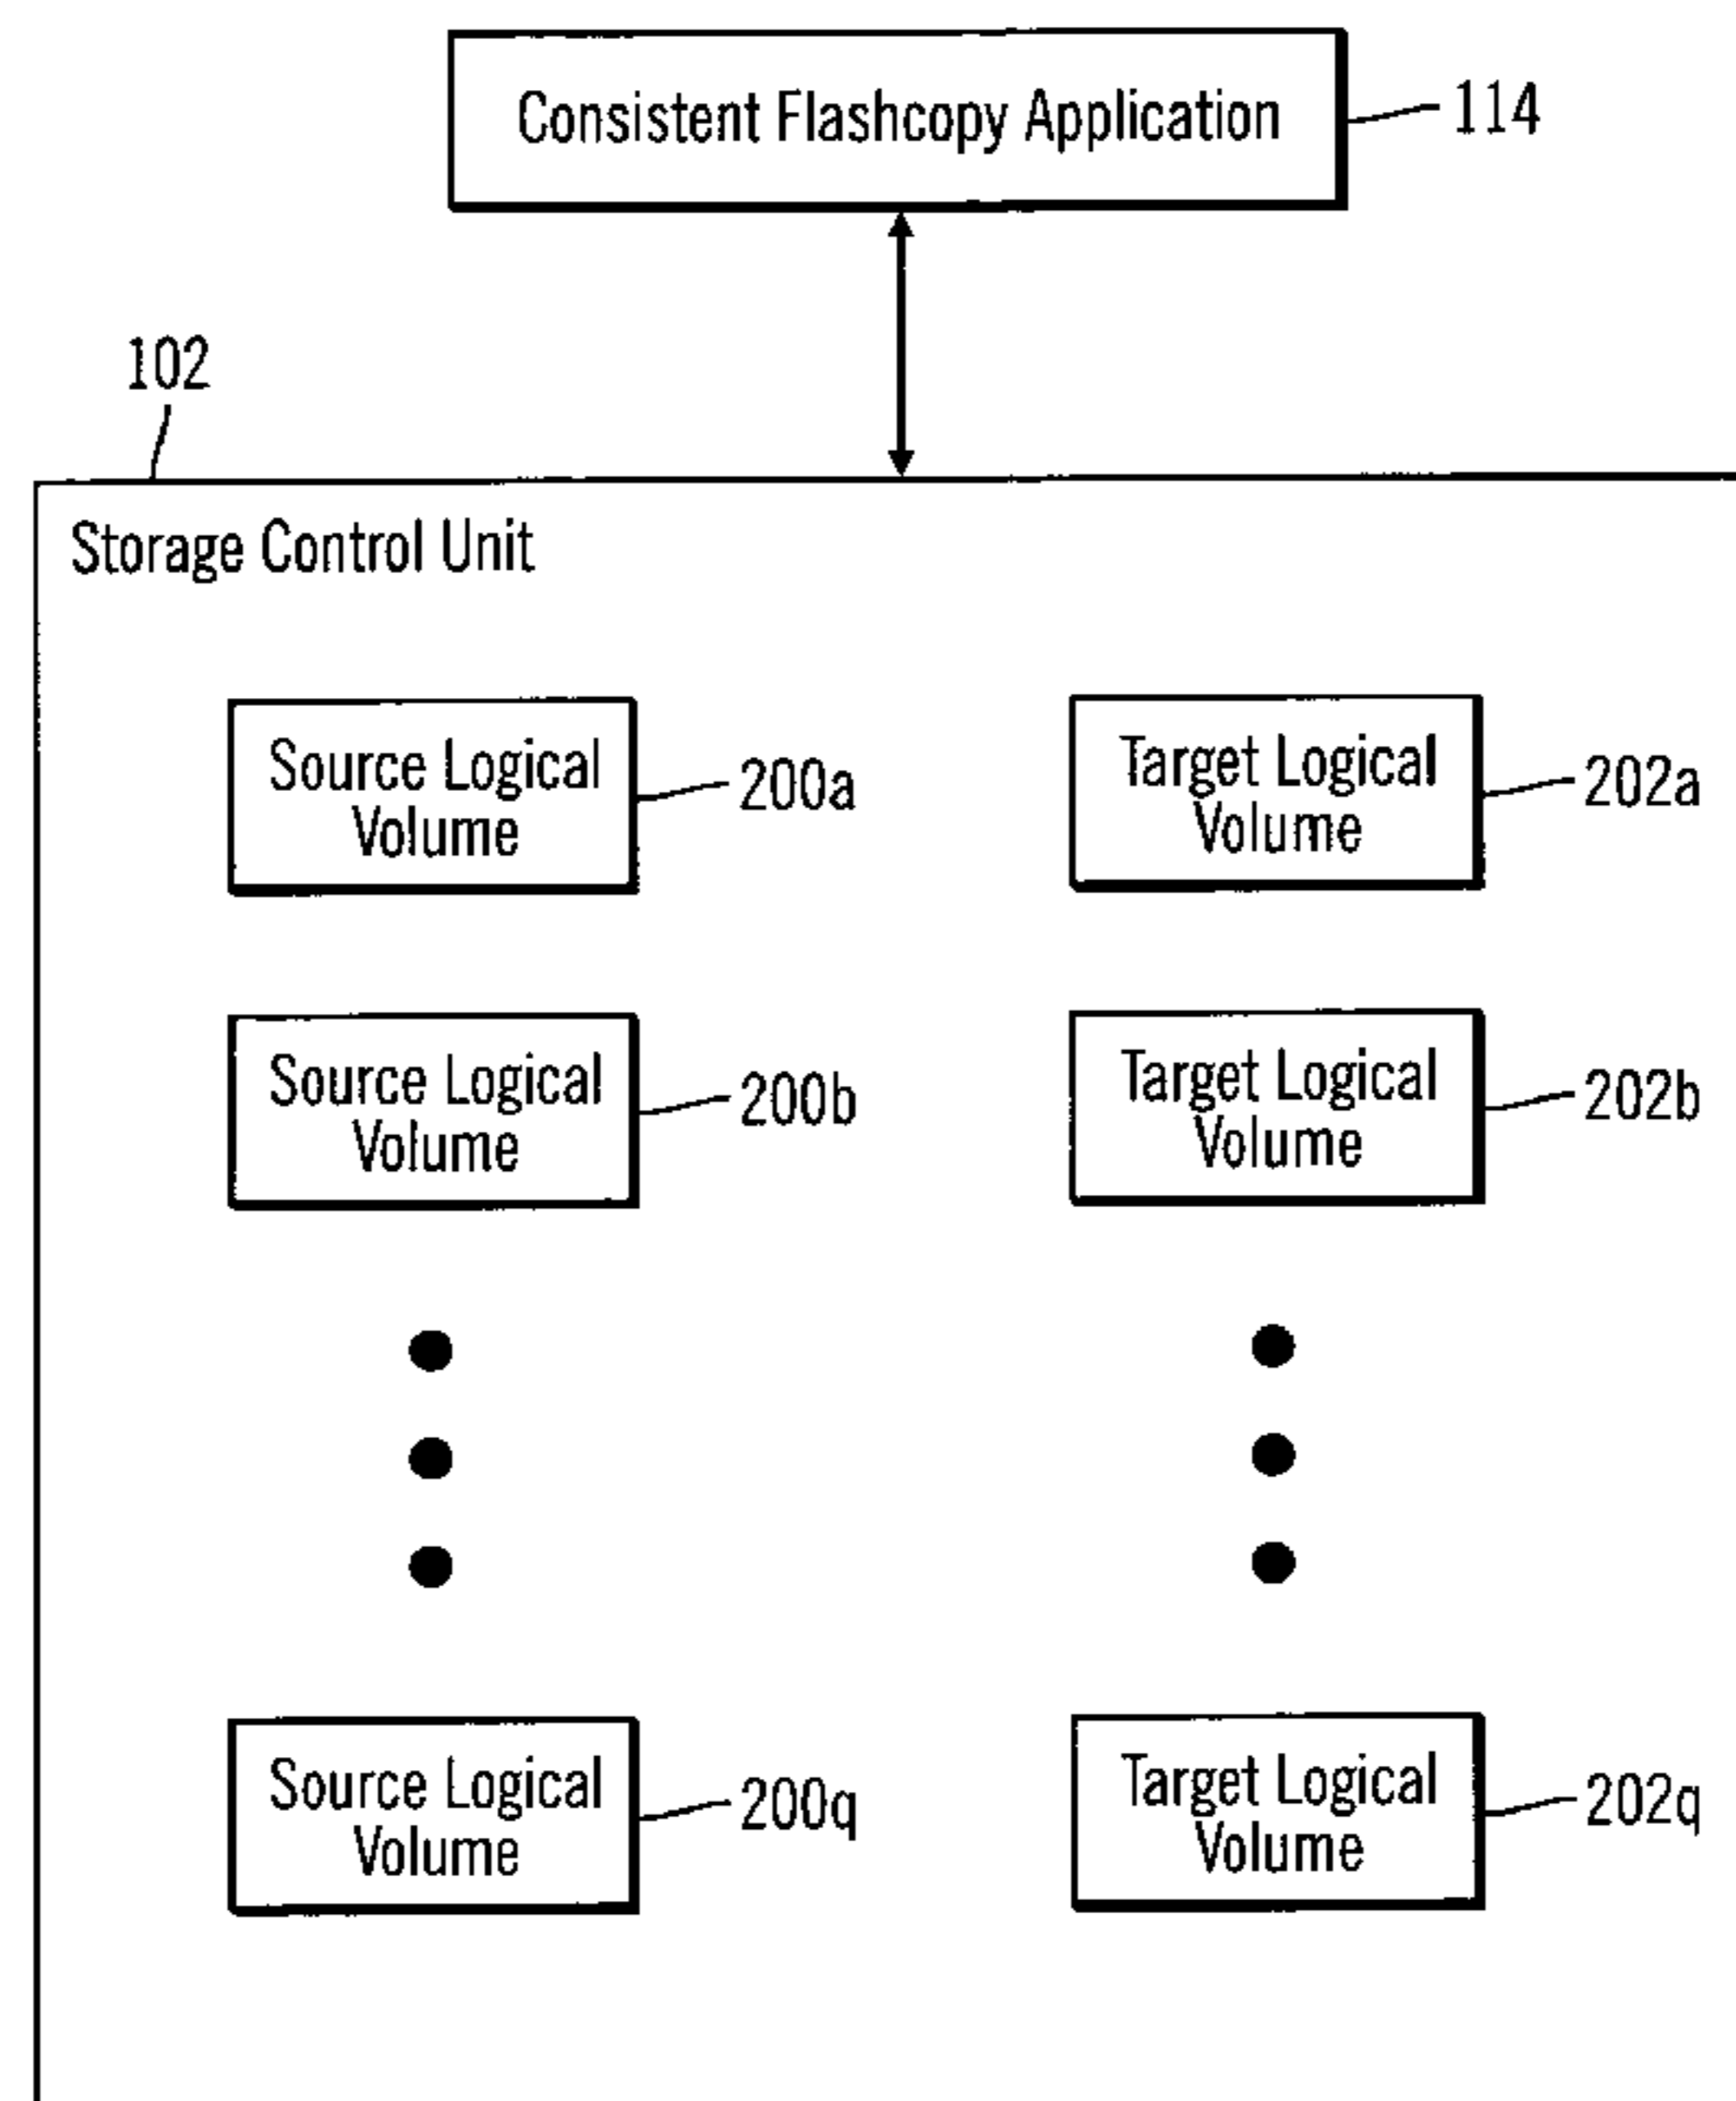 Consistent Flashcopy Application
114
102
Storage Control Unit
Source Logical
Volume
200a
Target Logical
Volume
202a
Source Logical
Volume
200b
Target Logical
Volume
202b
Source Logical
Volume
200q
Target Logical
Volume
202q